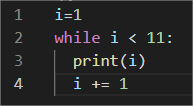 1 i=1
2 while i < 11:
3   print(i)
4   i += 1